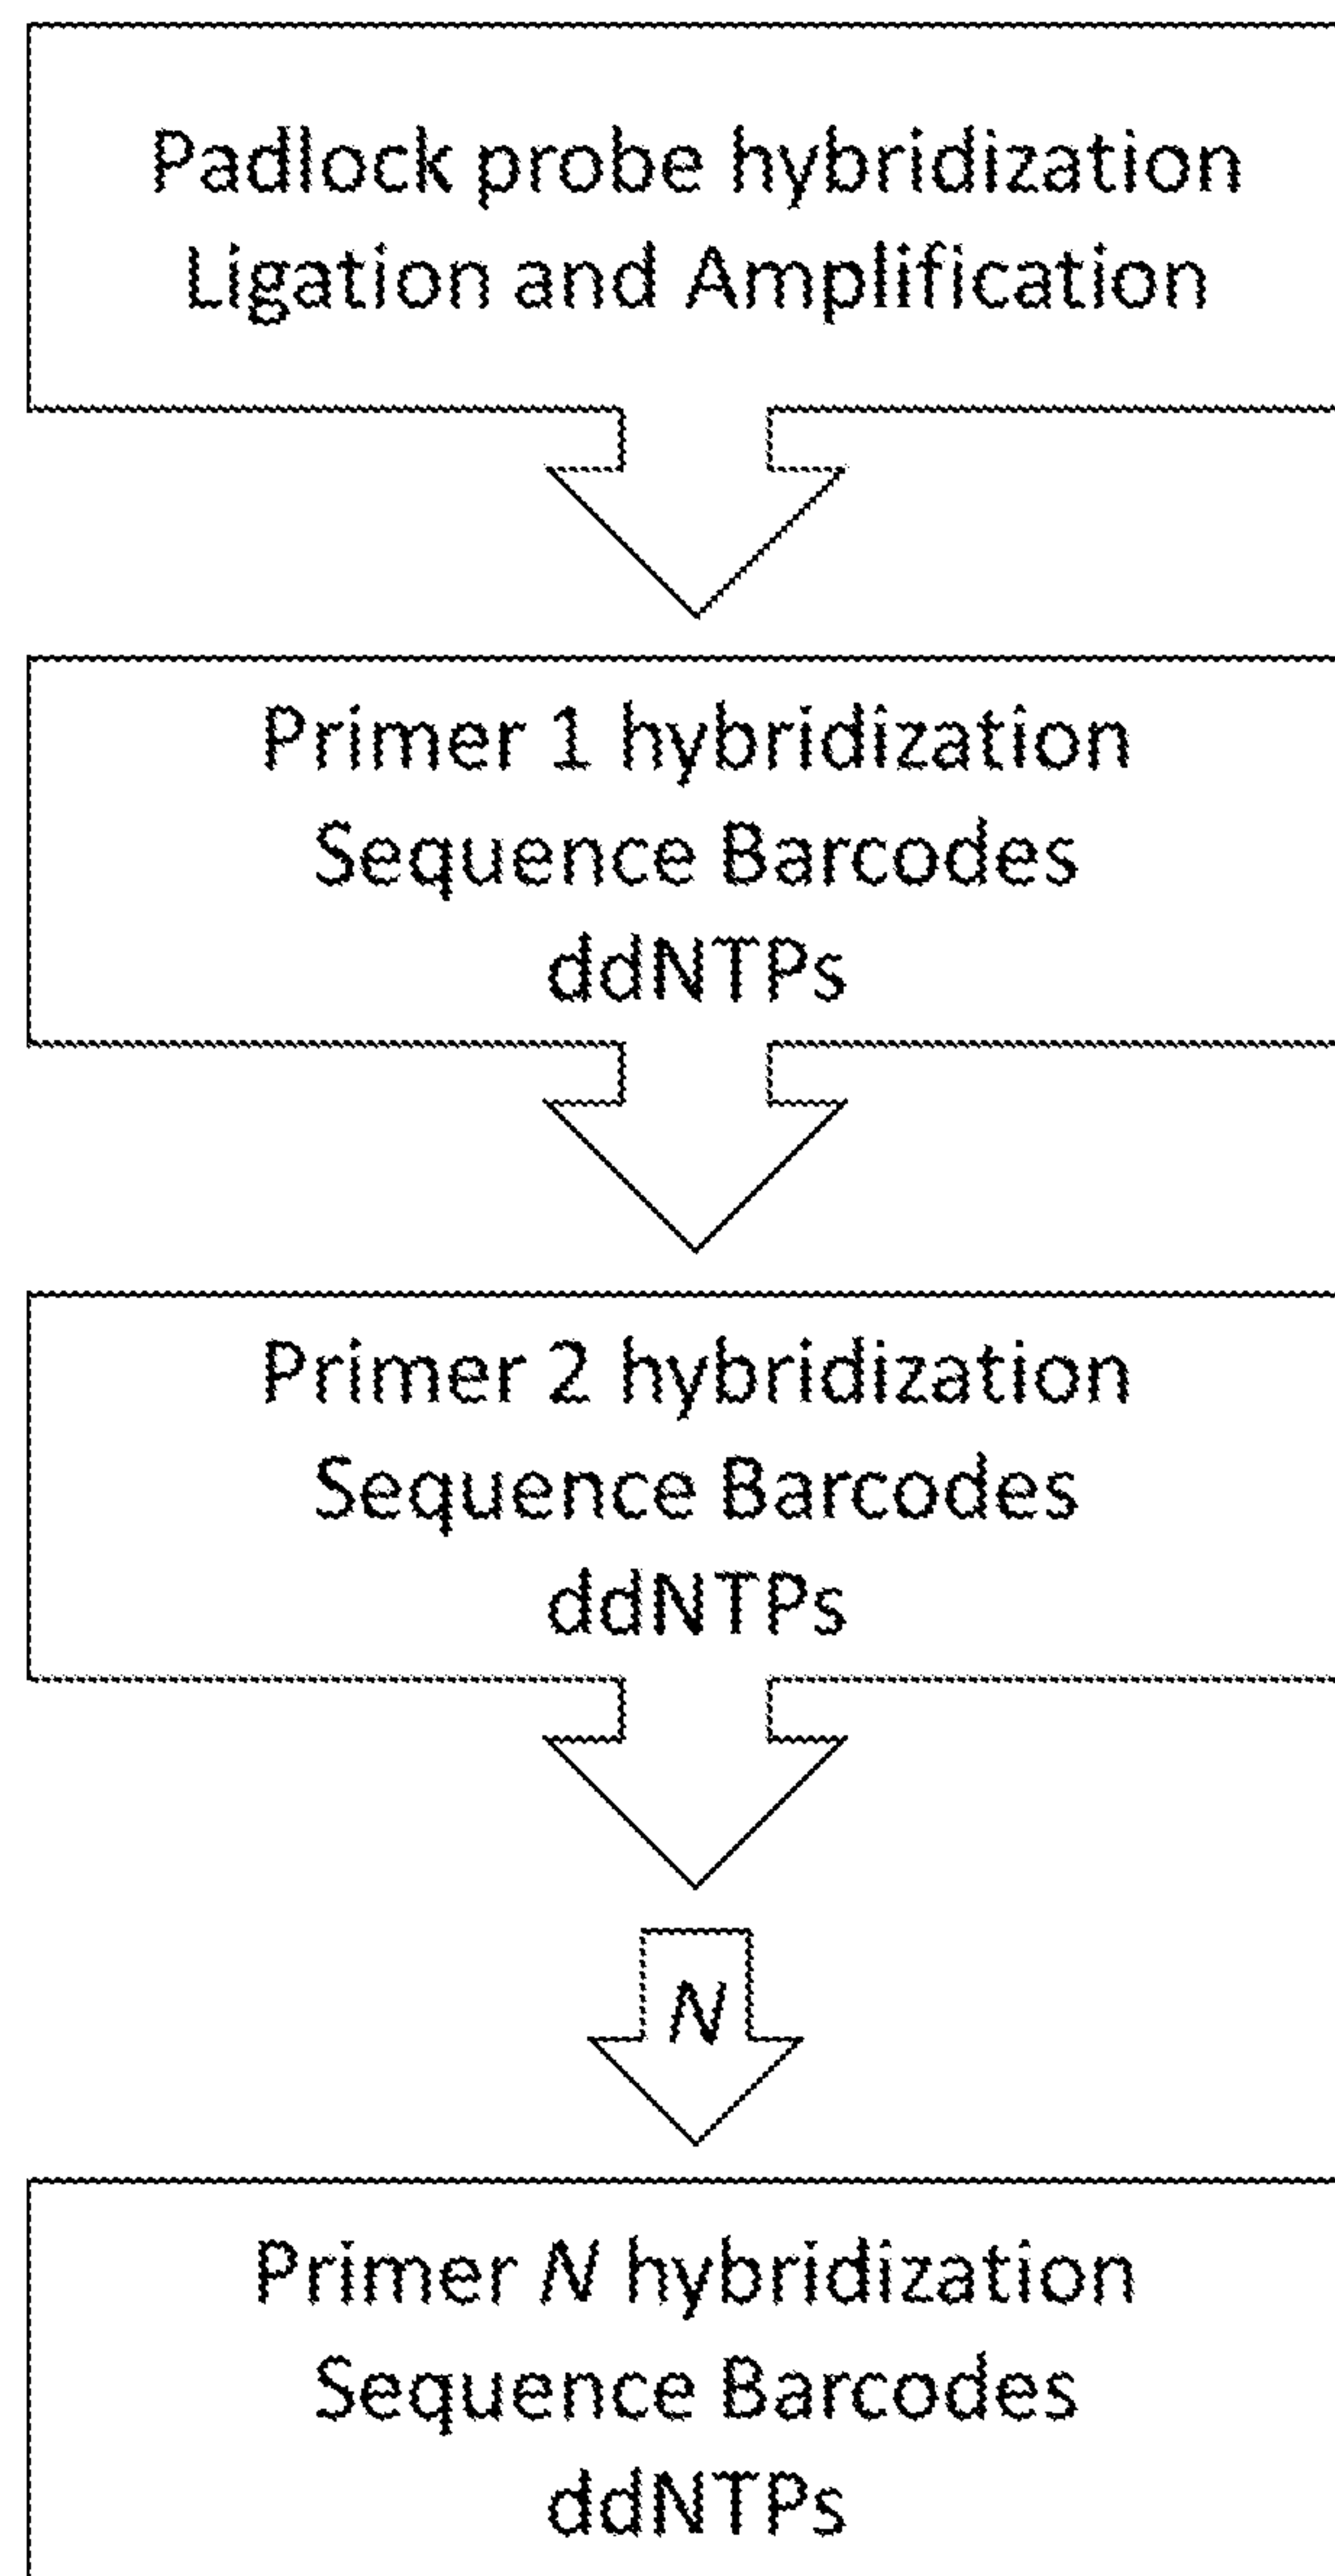 Padlock probe hybridization
Ligation and Amplification
Primer 1 hybridization
Sequence Barcodes
ddNTPs
Primer 2 hybridization
Sequence Barcodes
ddNTPs
N
Primer N hybridization
Sequence Barcodes
ddNTPs